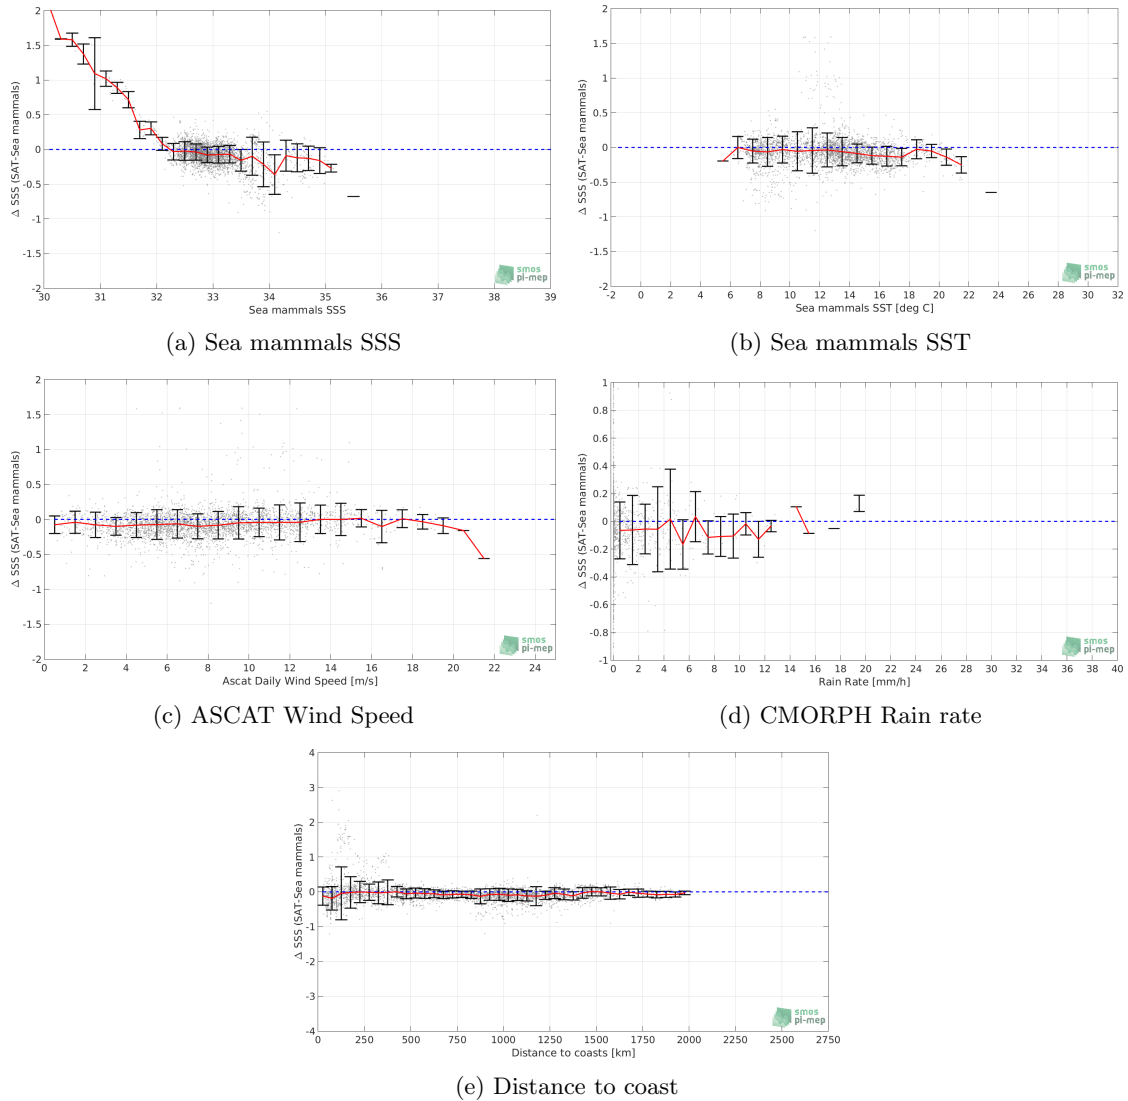 2
1.5
1
0.5
0
-0.5
-1
-1.5
-2
Δ SSS (SAT-Sea mammals)
30 31 32 33 34 35 36 37 38 39
Sea mammals SSS
smos
pi-mep
(a) Sea mammals SSS
2
1.5
1
0.5
0
-0.5
-1
-1.5
-2
Δ SSS (SAT-Sea mammals)
-2 0 2 4 6 8 10 12 14 16 18 20 22 24 26 28 30 32
Sea mammals SST [deg C]
smos
pi-mep
(b) Sea mammals SST
2
1.5
1
0.5
0
-0.5
-1
-1.5
-2
Δ SSS (SAT-Sea mammals)
0 2 4 6 8 10 12 14 16 18 20 22 24
Ascat Daily Wind Speed [m/s]
smos
pi-mep
(c) ASCAT Wind Speed
1
0.8
0.6
0.4
0.2
0
-0.2
-0.4
-0.6
-0.8
-1
Δ SSS (SAT-Sea mammals)
0 2 4 6 8 10 12 14 16 18 20 22 24 26 28 30 32 34 36 38 40
Rain Rate [mm/h]
smos
pi-mep
(d) CMORPH Rain rate
4
3
2
1
0
-1
-2
-3
-4
Δ SSS (SAT-Sea mammals)
0 250 500 750 1000 1250 1500 1750 2000 2250 2500 2750
Distance to coasts [km]
smos
pi-mep
(e) Distance to coast